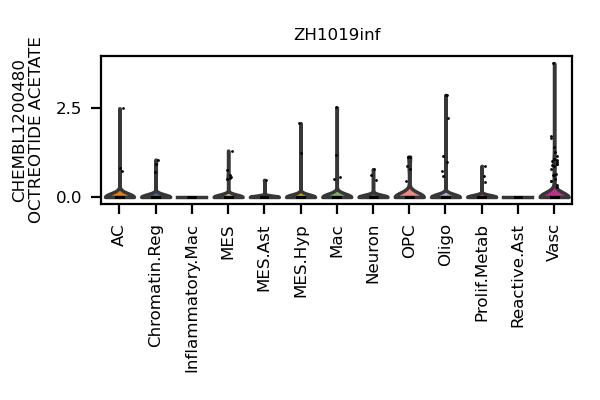 ZH1019inf
CHEMBL1200480
OCTREOTIDE ACETATE
2.5
0.0
AC
Chromatin.Reg
Inflammatory.Mac
MES
MES.Ast
MES.Hyp
Mac
Neuron
OPC
Oligo
Prolif.Metab
Reactive.Ast
Vasc